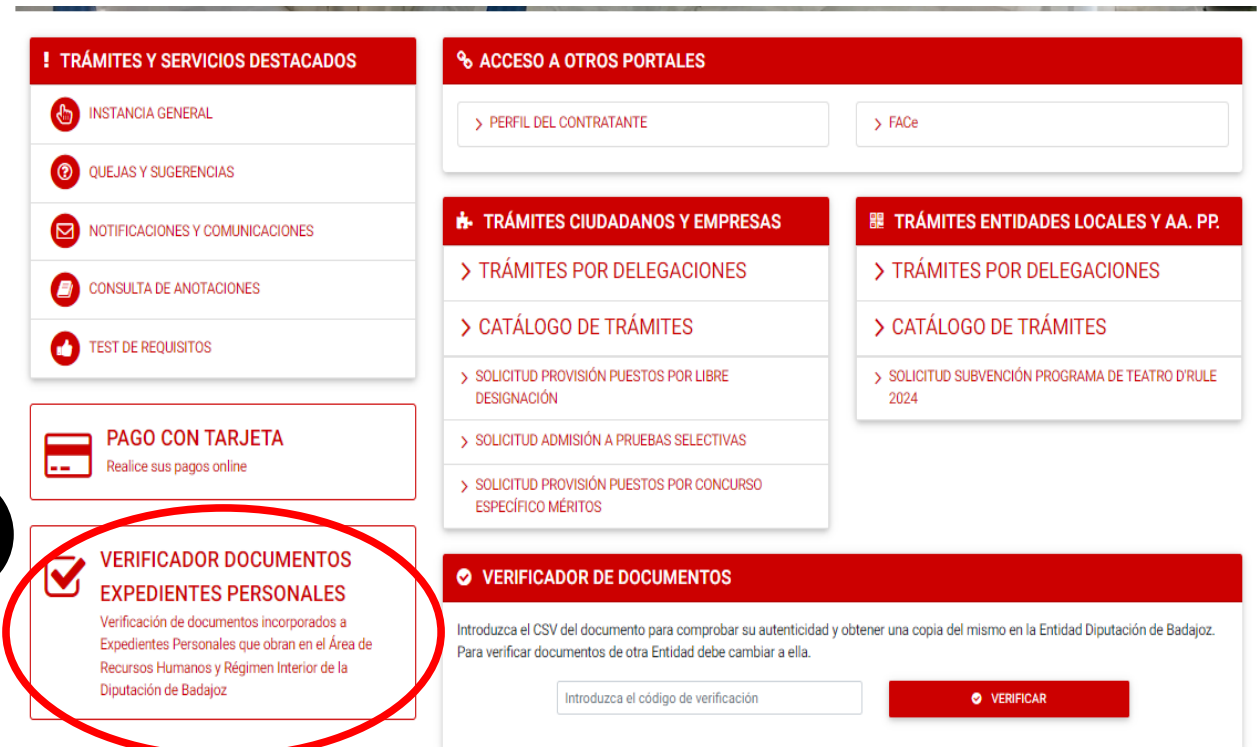 TRÁMITES Y SERVICIOS DESTACADOS
INSTANCIA GENERAL
QUEJAS Y SUGERENCIAS
NOTIFICACIONES Y COMUNICACIONES
CONSULTA DE ANOTACIONES
TEST DE REQUISITOS
PAGO CON TARJETA
Realice sus pagos online
VERIFICADOR DOCUMENTOS
EXPEDIENTES PERSONALES
Verificación de documentos incorporados a
Expedientes Personales que obran en el Área de
Recursos Humanos y Régimen Interior de la
Diputación de Badajoz
ACCESO A OTROS PORTALES
PERFIL DEL CONTRATANTE
FACe
TRÁMITES CIUDADANOS Y EMPRESAS
TRÁMITES POR DELEGACIONES
CATÁLOGO DE TRÁMITES
SOLICITUD PROVISIÓN PUESTOS POR LIBRE
DESIGNACIÓN
SOLICITUD ADMISIÓN A PRUEBAS SELECTIVAS
SOLICITUD PROVISIÓN PUESTOS POR CONCURSO
ESPECÍFICO MÉRITOS
TRÁMITES ENTIDADES LOCALES Y AA. PP.
TRÁMITES POR DELEGACIONES
CATÁLOGO DE TRÁMITES
SOLICITUD SUBVENCIÓN PROGRAMA DE TEATRO D'RULE
2024
VERIFICADOR DE DOCUMENTOS
Introduzca el CSV del documento para comprobar su autenticidad y obtener una copia del mismo en la Entidad Diputación de Badajoz.
Para verificar documentos de otra Entidad debe cambiar a ella.
Introduzca el código de verificación
VERIFICAR